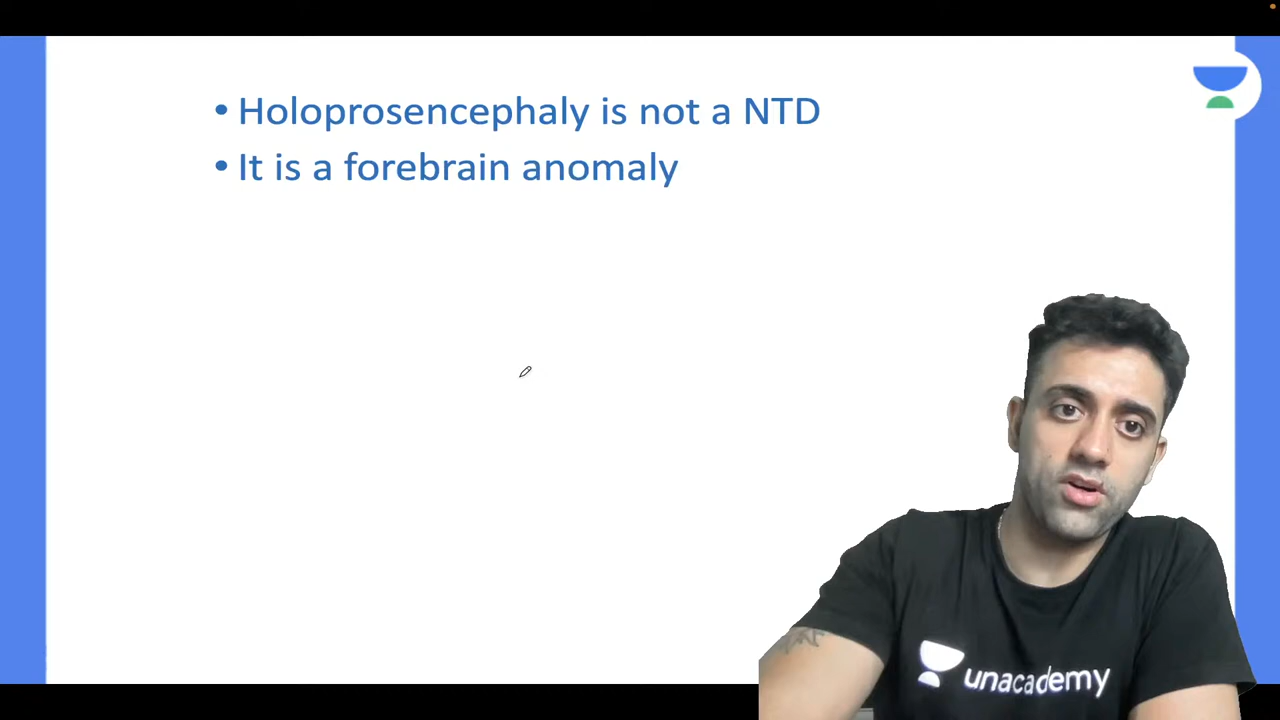 • Holoprosencephaly is not a NTD
• It is a forebrain anomaly
unacademy